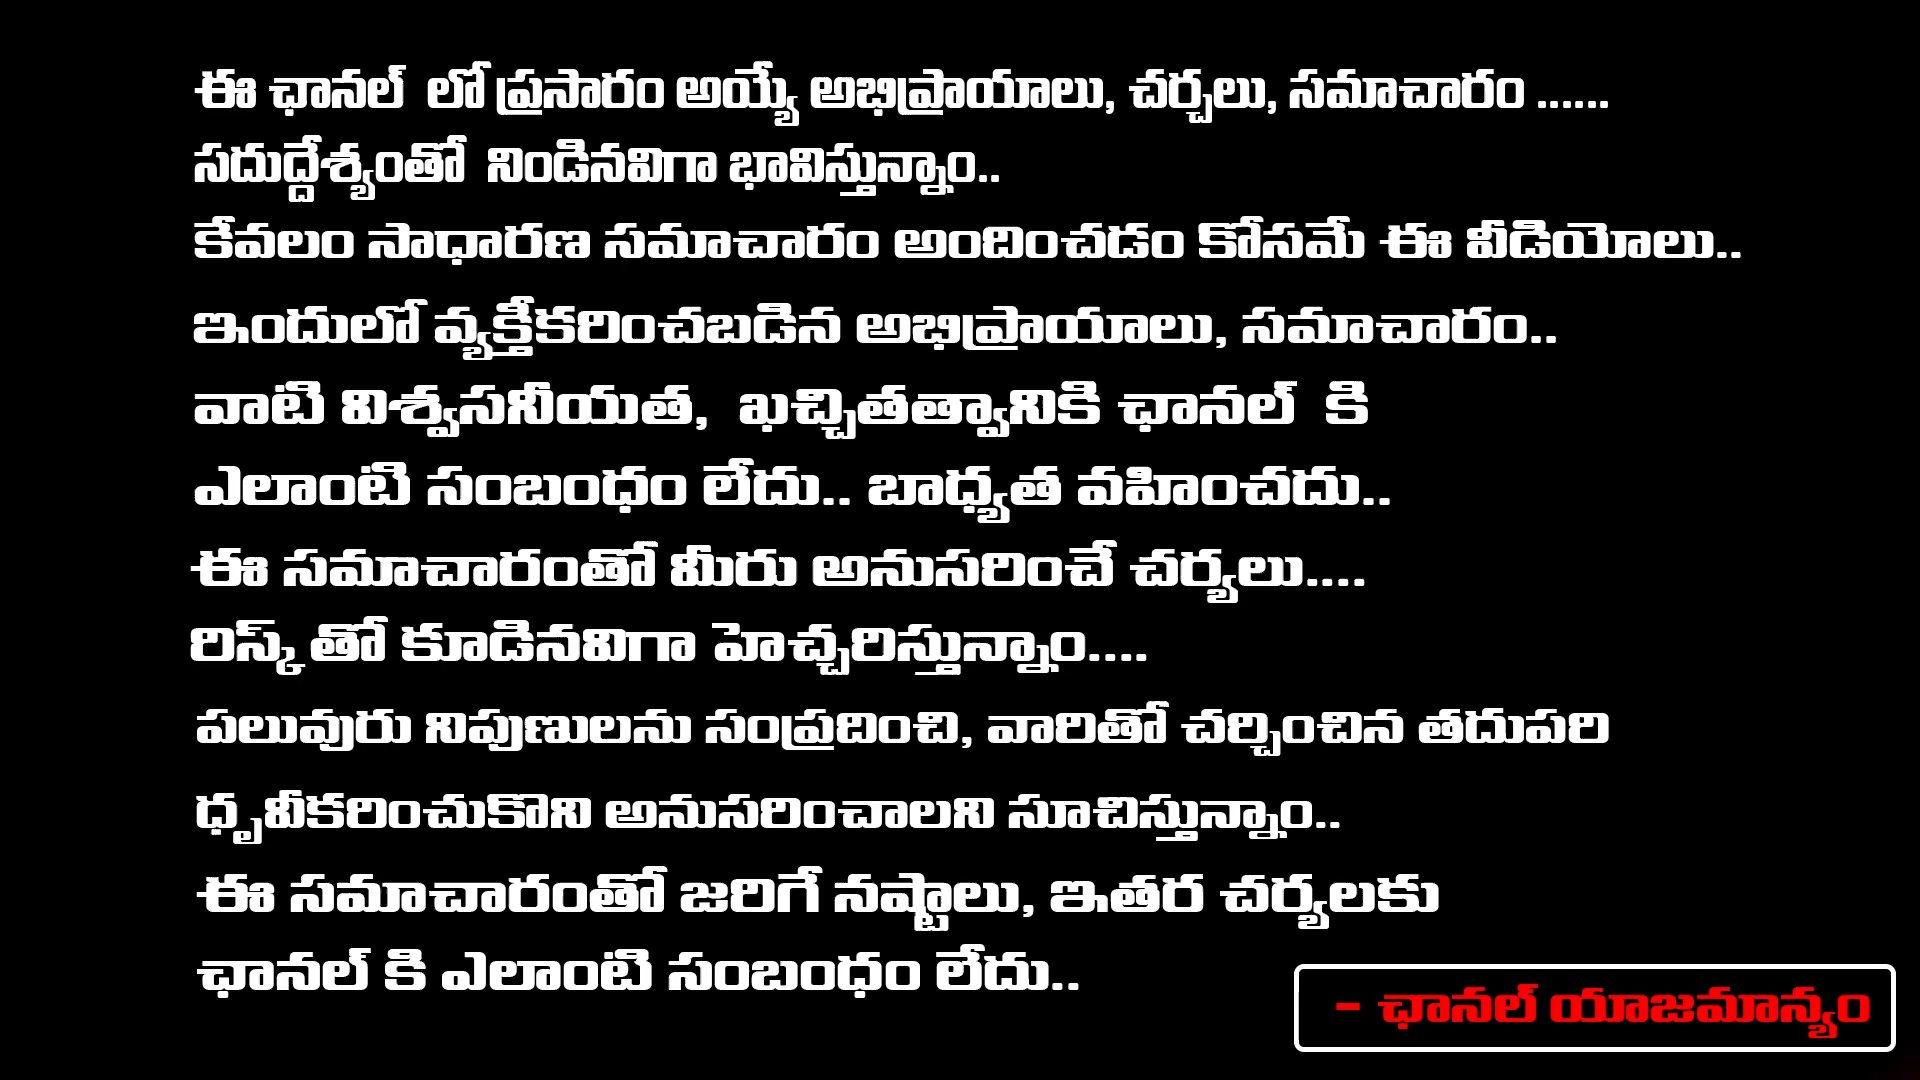 ఈ ఛానల్ లో ప్రసారం అయ్యే అభిప్రాయాలు, చర్చలు, సమాచారం ......
సదుద్దేశ్యంతో నిండినవిగా భావిస్తున్నాం..
కేవలం సాధారణ సమాచారం అందించడం కోసమే ఈ వీడియోలు..
ఇందులో వ్యక్తీకరించబడిన అభిప్రాయాలు, సమాచారం..
వాటి విశ్వసనీయత, ఖచ్చితత్వానికి ఛానల్ కి
ఎలాంటి సంబంధం లేదు.. బాధ్యత వహించదు..
ఈ సమాచారంతో మీరు అనుసరించే చర్యలు....
రిస్క్ తో కూడినవిగా హెచ్చరిస్తున్నాం....
పలువురు నిపుణులను సంప్రదించి, వారితో చర్చించిన తదుపరి
ధృవీకరించుకొని అనుసరించాలని సూచిస్తున్నాం..
ఈ సమాచారంతో జరిగే నష్టాలు, ఇతర చర్యలకు
ఛానల్ కి ఎలాంటి సంబంధం లేదు..
- ఛానల్ యాజమాన్యం